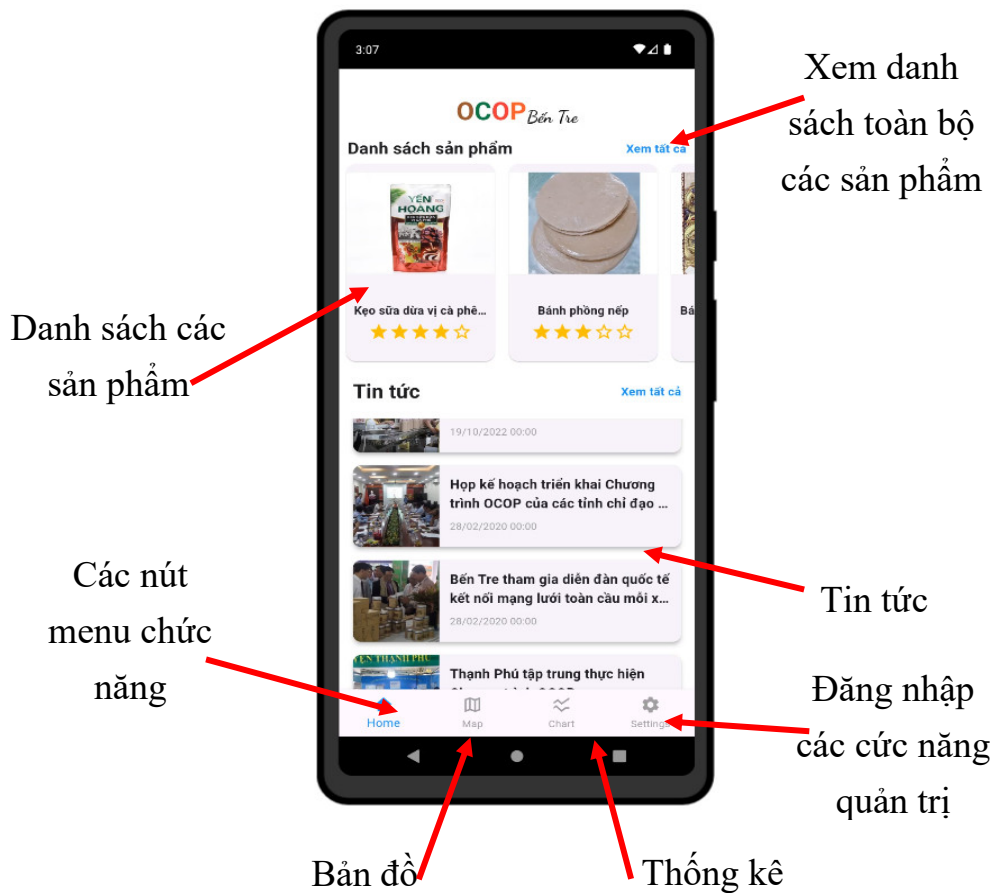 3:07
OCOP Bến Tre
Danh sách sản phẩm
Xem tất cả
YẾN HOÀNG
Kẹo sữa dừa vị cà phê...
Bánh phồng nếp
Bá
Tin tức
Xem tất cả
19/10/2022 00:00
Họp kế hoạch triển khai Chương
trình OCOP của các tỉnh chỉ đạo ...
28/02/2020 00:00
Bến Tre tham gia diễn đàn quốc tế
kết nối mạng lưới toàn cầu mỗi x...
28/02/2020 00:00
Thạnh Phú tập trung thực hiện
Home
Map
Chart
Settings
Xem danh
sách toàn bộ
các sản phẩm
Danh sách các
sản phẩm
Các nút
menu chức
năng
Tin tức
Đăng nhập
các cức năng
quản trị
Bản đồ
Thống kê